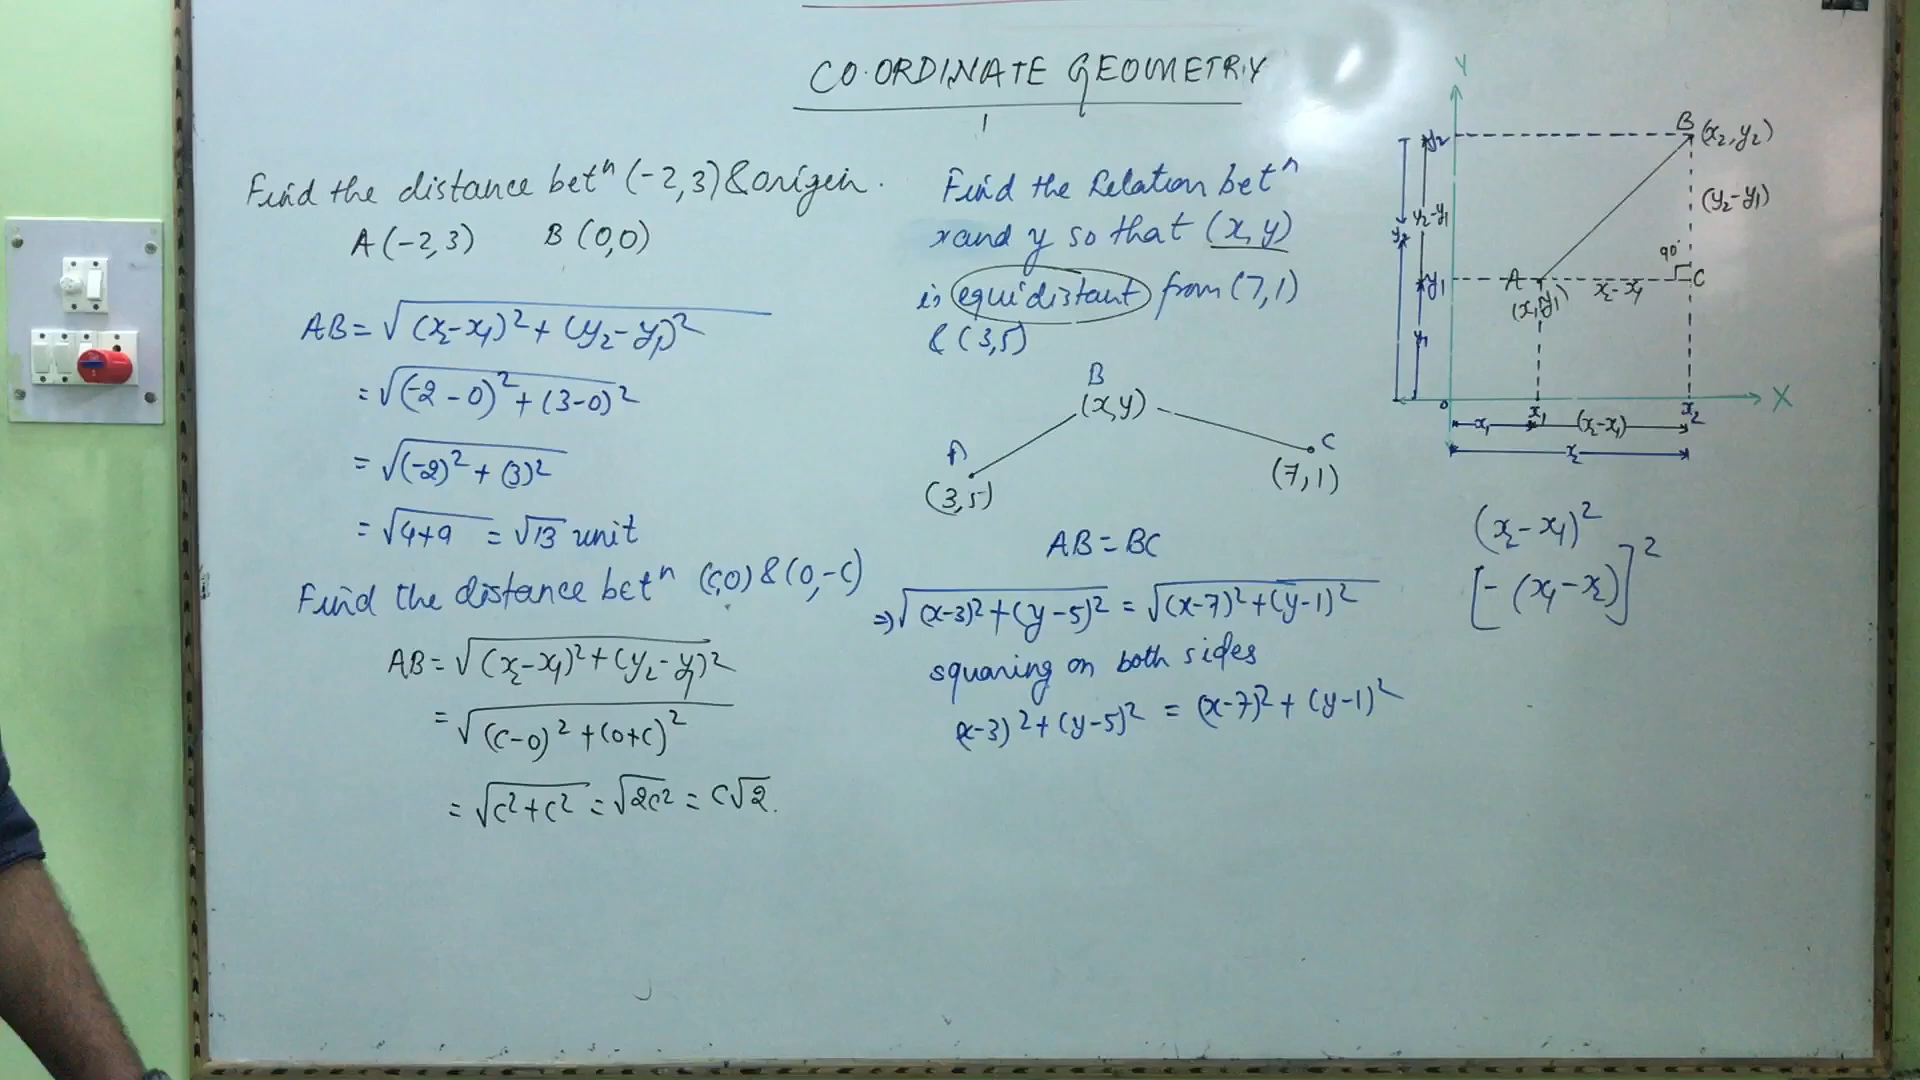 CO-ORDINATE GEOMETRY
Find the distance betⁿ (-2,3) & origin.
A (-2,3) B (0,0)
AB = √(x₂-x₁)² + (y₂-y₁)²
= √(-2-0)² + (3-0)²
= √(-2)² + (3)²
= √4+9 = √13 unit
Find the distance betⁿ (c,0) & (0,-c)
AB = √(x₂-x₁)² + (y₂-y₁)²
= √(c-0)² + (0+c)²
= √c²+c² = √2c² = c√2.
Find the Relation betⁿ
x and y so that (x,y)
is equidistant from (7,1)
& (3,5)
B
(x,y)
A
C
(3,5)
(7,1)
AB = BC
⇒ √(x-3)² + (y-5)² = √(x-7)² + (y-1)²
squaring on both sides
(x-3)² + (y-5)² = (x-7)² + (y-1)²
Y
y₂
B (x₂,y₂)
y₂-y₁
(y₂-y₁)
y₂
90°
y₁
A
x₂-x₁
C
(x₁,y₁)
y₁
0
x₁
x₂
X
x₁
(x₂-x₁)
x₂
(x₂-x₁)²
[-(x₁-x₂)]²